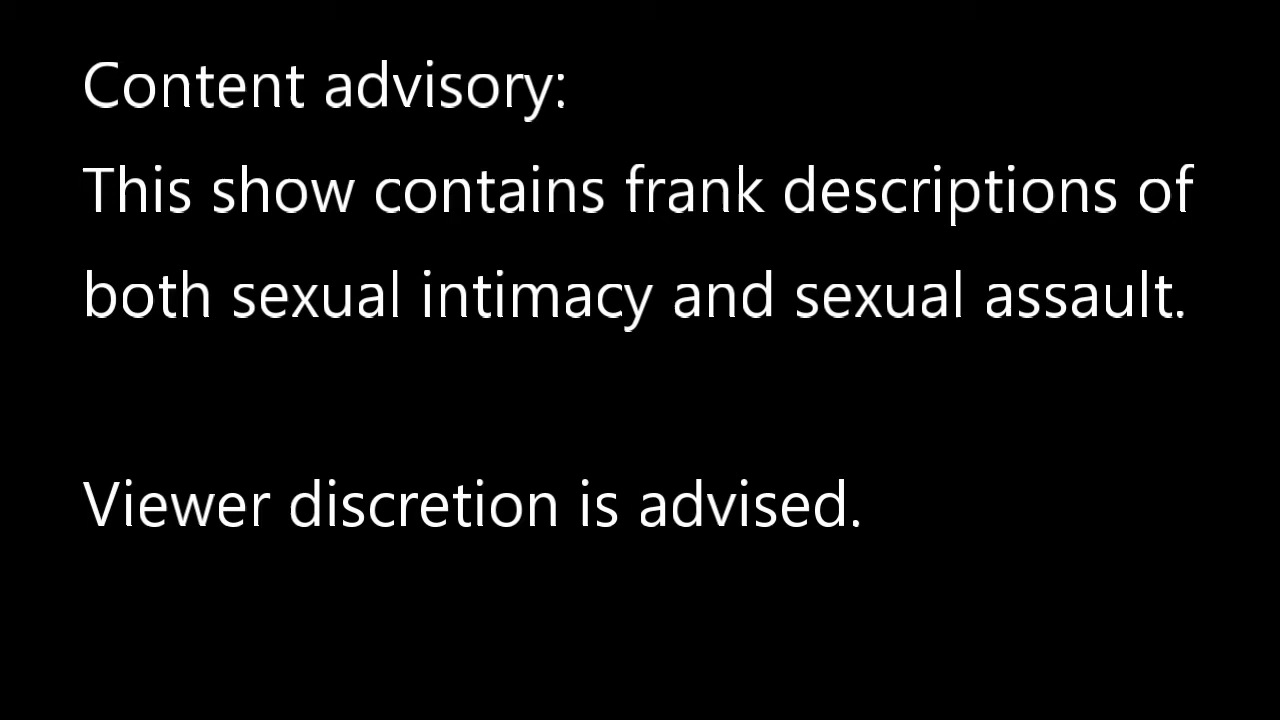 Content advisory:
This show contains frank descriptions of
both sexual intimacy and sexual assault.
Viewer discretion is advised.